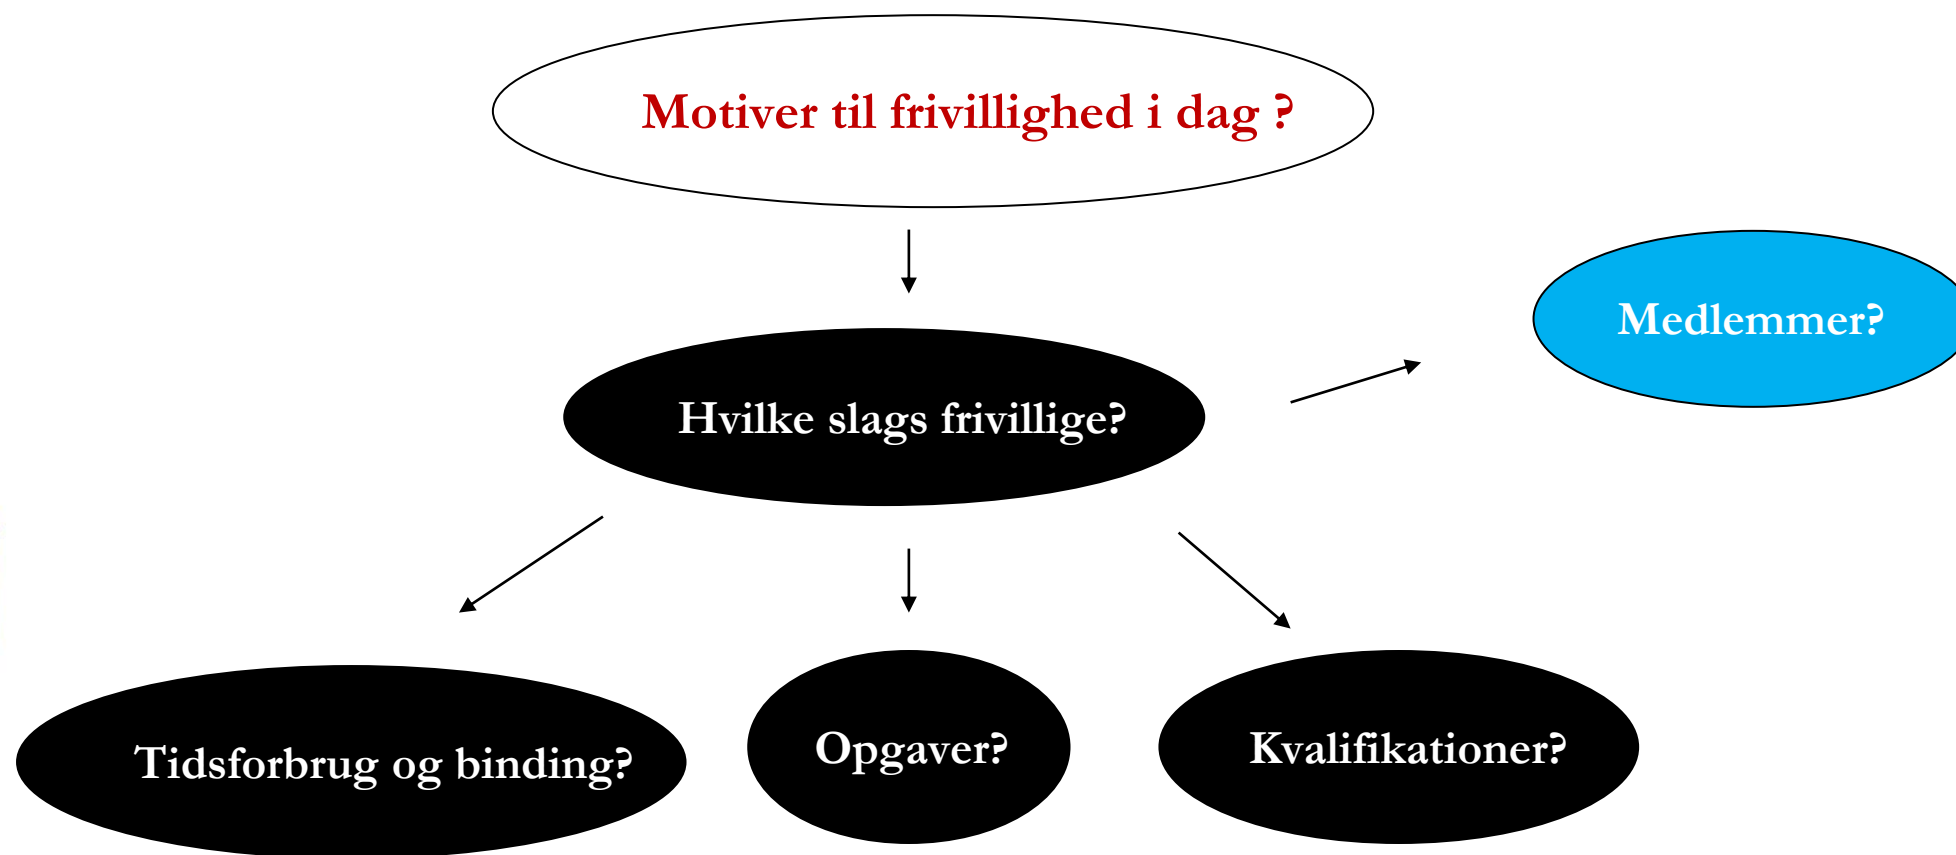 Motiver til frivillighed i dag ?
Medlemmer?
Hvilke slags frivillige?
Tidsforbrug og binding?
Opgaver?
Kvalifikationer?